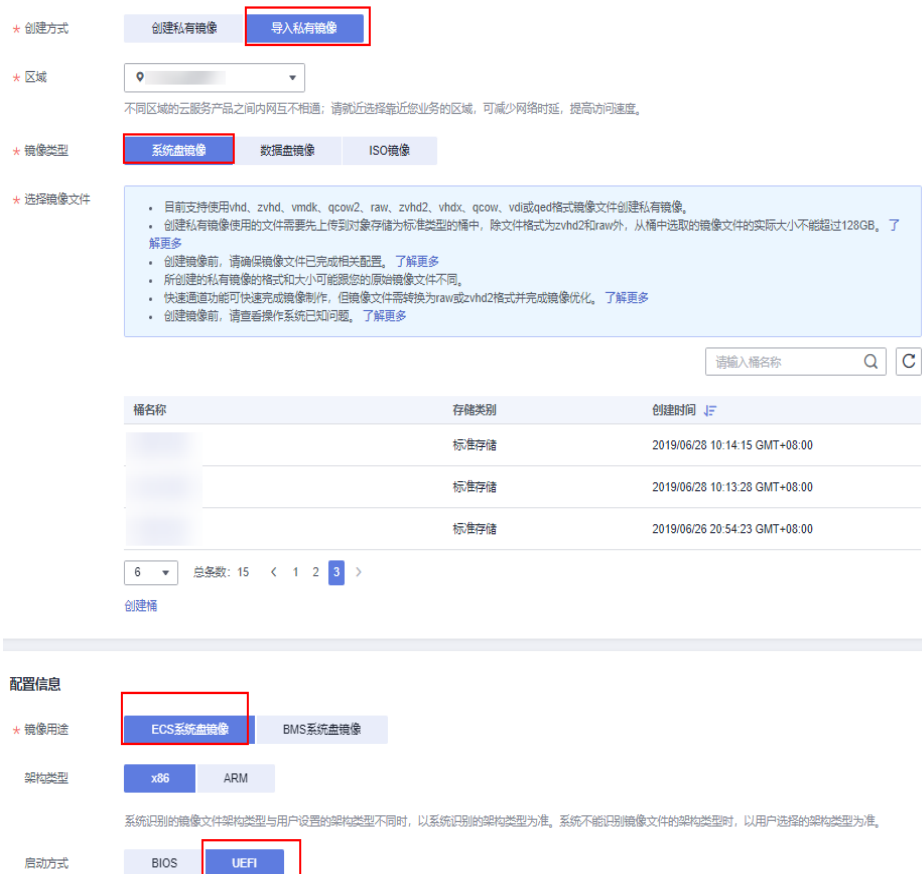 * 创建方式 创建私有镜像 导入私有镜像
* 区域
不同区域的云服务产品之间内网互不相通；请就近选择靠近您业务的区域，可减少网络时延，提高访问速度。
* 镜像类型 系统盘镜像 数据盘镜像 ISO镜像
* 选择镜像文件
• 目前支持使用vhd、zvhd、vmdk、qcow2、raw、zvhd2、vhdx、qcow、vdi或qed格式镜像文件创建私有镜像。
• 创建私有镜像使用的文件需要先上传到对象存储为标准类型的桶中，除文件格式为zvhd2和raw外，从桶中选取的镜像文件的实际大小不能超过128GB。 了
解更多
• 创建镜像前，请确保镜像文件已完成相关配置。 了解更多
• 所创建的私有镜像的格式和大小可能跟您的原始镜像文件不同。
• 快速通道功能可快速完成镜像制作，但镜像文件需转换为raw或zvhd2格式并完成镜像优化。 了解更多
• 创建镜像前，请查看操作系统已知问题。 了解更多
请输入桶名称
桶名称 存储类别 创建时间
标准存储 2019/06/28 10:14:15 GMT+08:00
标准存储 2019/06/28 10:13:28 GMT+08:00
标准存储 2019/06/26 20:54:23 GMT+08:00
6 总条数：15 < 1 2 3 >
创建桶
配置信息
* 镜像用途 ECS系统盘镜像 BMS系统盘镜像
架构类型 x86 ARM
系统识别的镜像文件架构类型与用户设置的架构类型不同时，以系统识别的架构类型为准。系统不能识别镜像文件的架构类型时，以用户选择的架构类型为准。
启动方式 BIOS UEFI